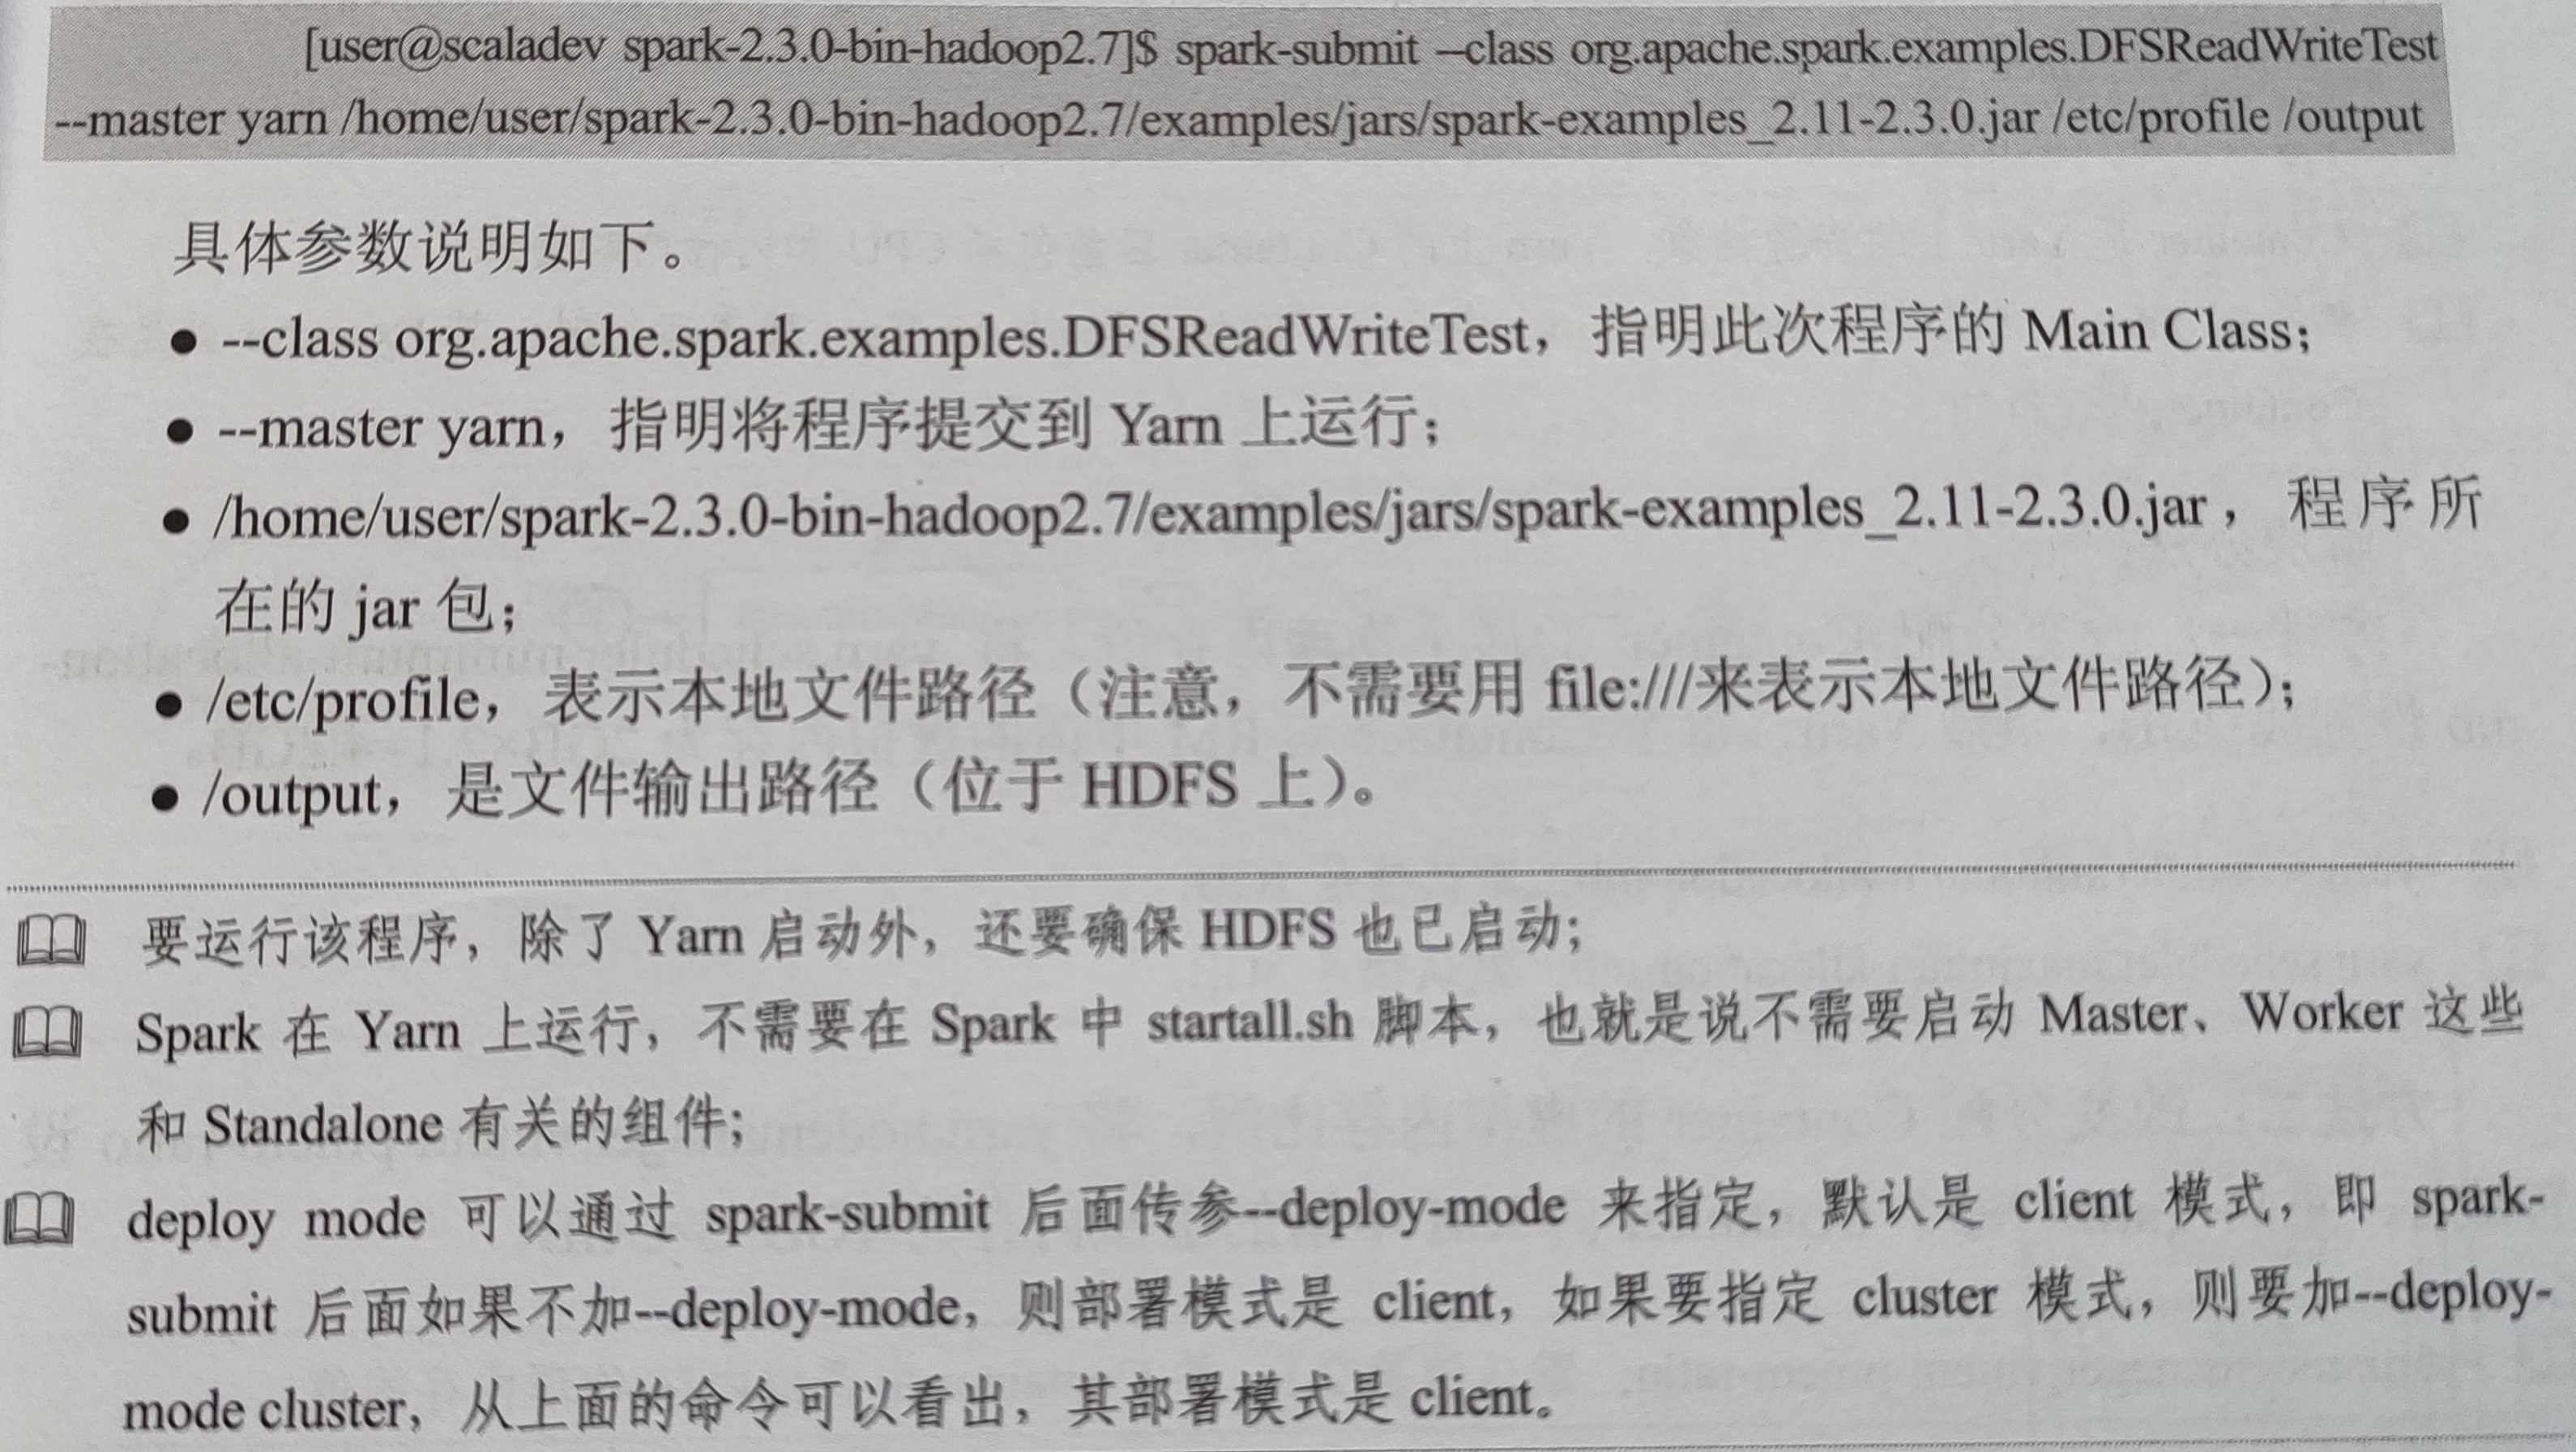 [user@scaladev spark-2.3.0-bin-hadoop2.7]$ spark-submit –class org.apache.spark.examples.DFSReadWriteTest
--master yarn /home/user/spark-2.3.0-bin-hadoop2.7/examples/jars/spark-examples_2.11-2.3.0.jar /etc/profile /output
具体参数说明如下。
● --class org.apache.spark.examples.DFSReadWriteTest，指明此次程序的 Main Class；
● --master yarn，指明将程序提交到 Yarn 上运行；
● /home/user/spark-2.3.0-bin-hadoop2.7/examples/jars/spark-examples_2.11-2.3.0.jar，程序所
在的 jar 包；
● /etc/profile，表示本地文件路径（注意，不需要用 file:///来表示本地文件路径）；
● /output，是文件输出路径（位于 HDFS 上）。
要运行该程序，除了 Yarn 启动外，还要确保 HDFS 也已启动；
Spark 在 Yarn 上运行，不需要在 Spark 中 startall.sh 脚本，也就是说不需要启动 Master、Worker 这些
和 Standalone 有关的组件；
deploy mode 可以通过 spark-submit 后面传参--deploy-mode 来指定，默认是 client 模式，即 spark-
submit 后面如果不加--deploy-mode，则部署模式是 client，如果要指定 cluster 模式，则要加--deploy-
mode cluster，从上面的命令可以看出，其部署模式是 client。